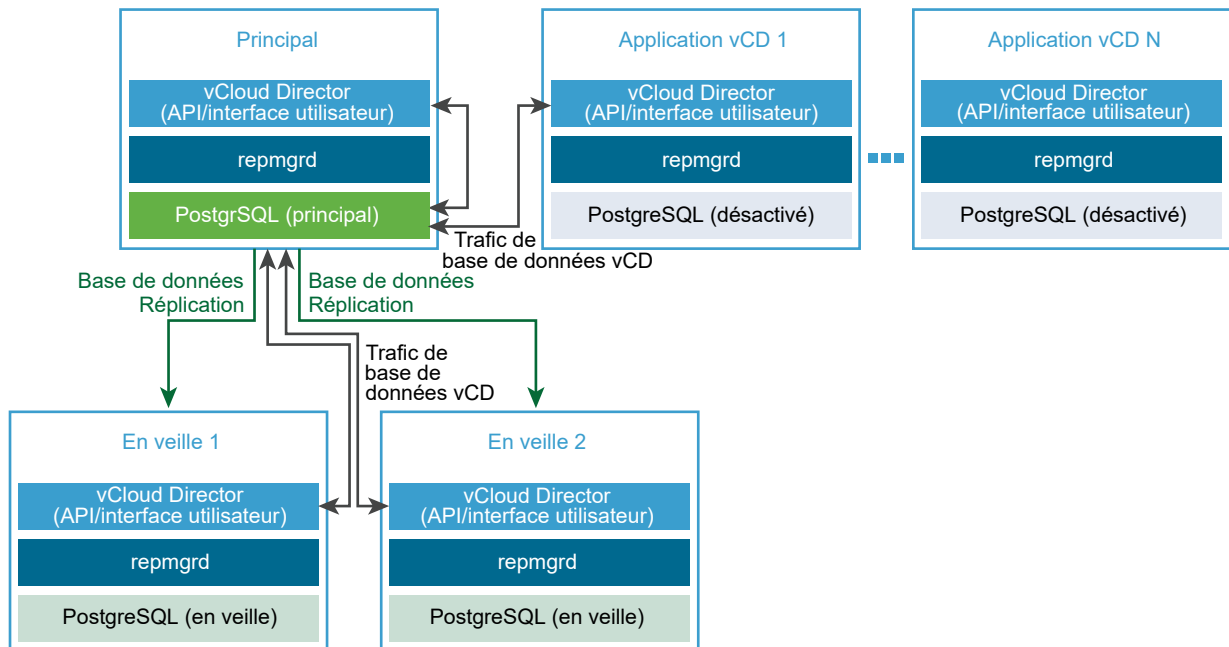 Principal
vCloud Director
(API/interface utilisateur)
repmgrd
PostgrSQL (principal)
Application vCD 1
vCloud Director
(API/interface utilisateur)
repmgrd
PostgreSQL (désactivé)
Application vCD N
vCloud Director
(API/interface utilisateur)
repmgrd
PostgreSQL (désactivé)
Trafic de
base de données vCD
Base de données
Réplication
Base de données
Réplication
Trafic de
base de
données vCD
En veille 1
vCloud Director
(API/interface utilisateur)
repmgrd
PostgreSQL (en veille)
En veille 2
vCloud Director
(API/interface utilisateur)
repmgrd
PostgreSQL (en veille)